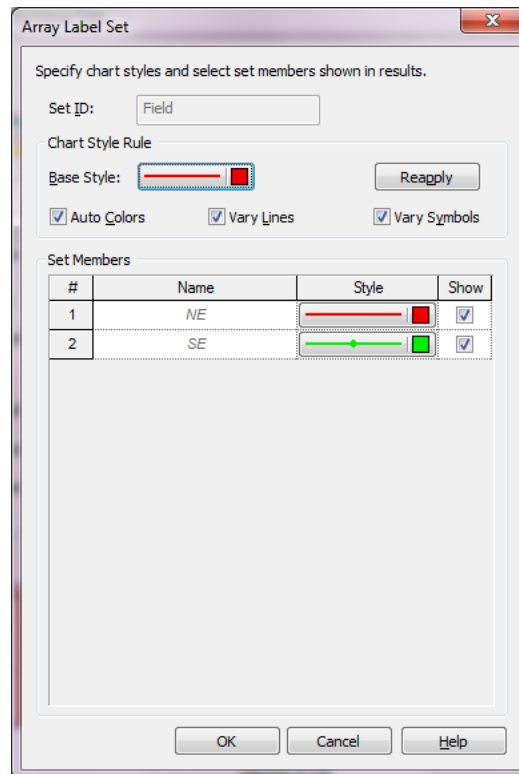 Array Label Set
Specify chart styles and select set members shown in results.
Set ID: Field
Chart Style Rule
Base Style: Reapply
Auto Colors Vary Lines Vary Symbols
Set Members
# Name Style Show
1 NE
2 SE
OK Cancel Help